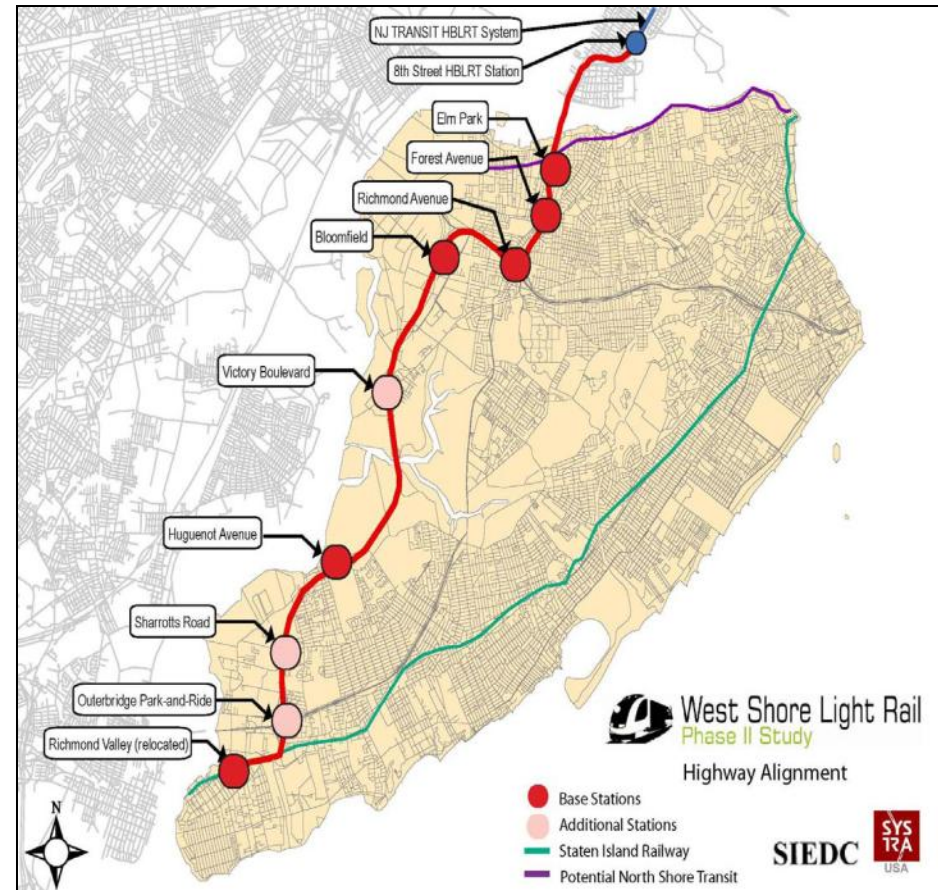 NJ TRANSIT HBLRT System
8th Street HBLRT Station
Elm Park
Forest Avenue
Richmond Avenue
Bloomfield
Victory Boulevard
Huguenot Avenue
Sharrotts Road
Outerbridge Park-and-Ride
Richmond Valley (relocated)
West Shore Light Rail
Phase II Study
Highway Alignment
N
Base Stations
Additional Stations
Staten Island Railway
Potential North Shore Transit
SIEDC
SYS
TRA
USA